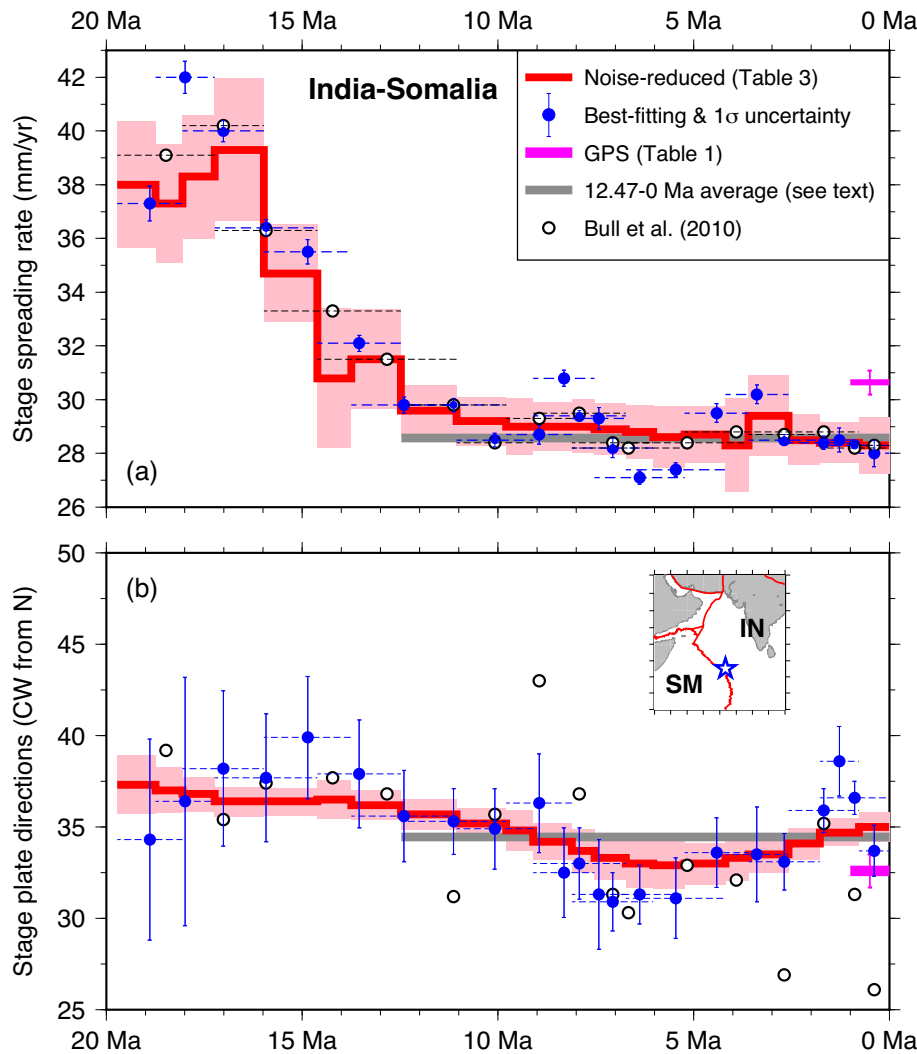 20 Ma 15 Ma 10 Ma 5 Ma 0 Ma
India-Somalia
Noise-reduced (Table 3)
Best-fitting & 1σ uncertainty
GPS (Table 1)
12.47-0 Ma average (see text)
Bull et al. (2010)
Stage spreading rate (mm/yr)
42
40
38
36
34
33
32
30
28
26
(a)
50
45
40
35
30
25
Stage plate directions (CW from N)
(b)
IN
SM
20 Ma 15 Ma 10 Ma 5 Ma 0 Ma